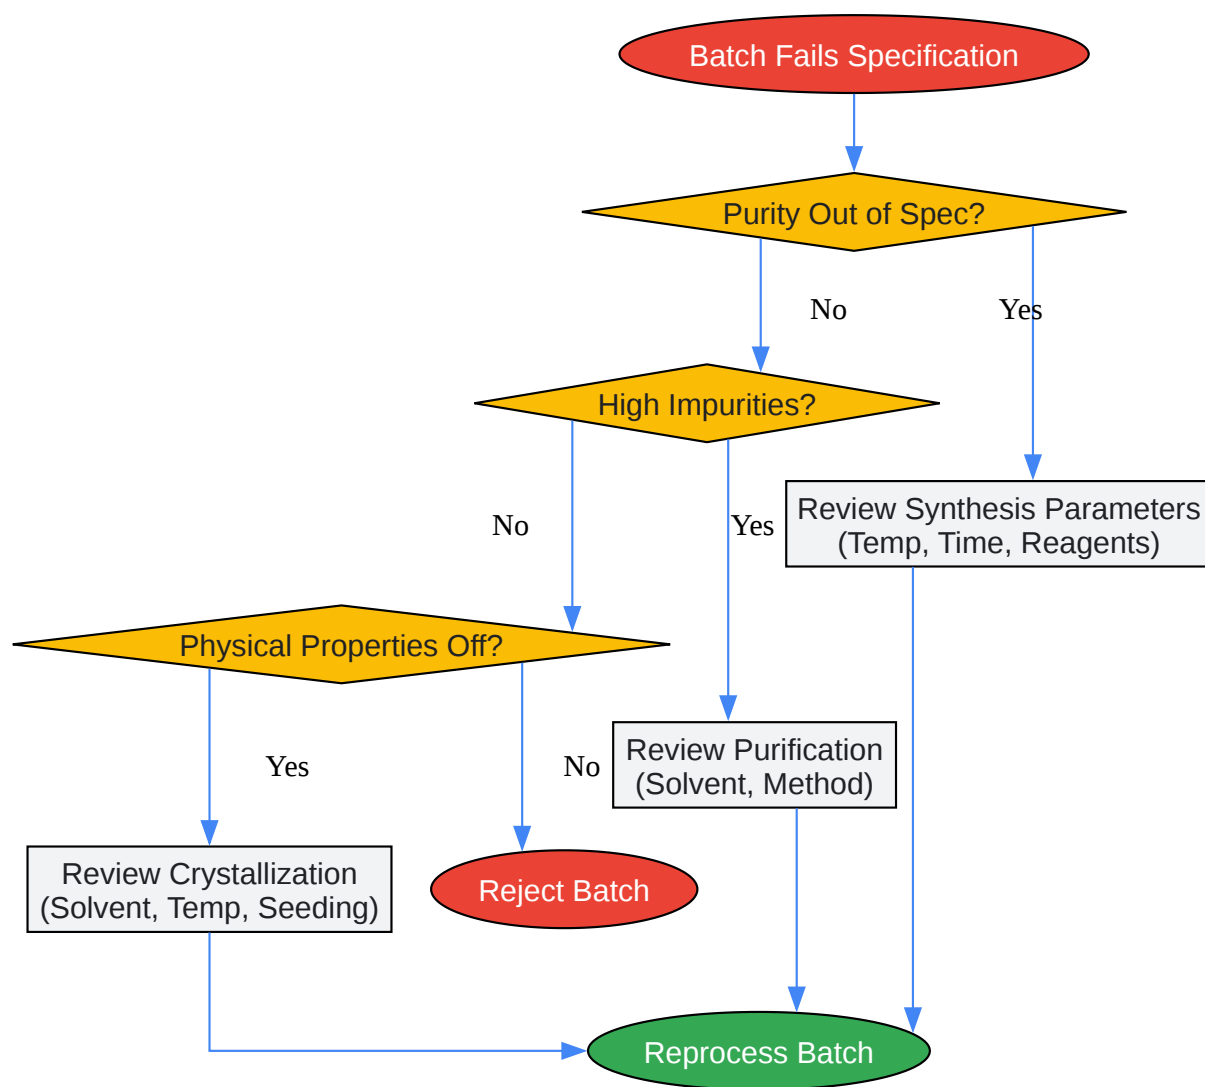 Batch Fails Specification
Purity Out of Spec?
No
Yes
High Impurities?
No
Yes
Review Synthesis Parameters
(Temp, Time, Reagents)
Physical Properties Off?
Yes
No
Review Purification
(Solvent, Method)
Review Crystallization
(Solvent, Temp, Seeding)
Reject Batch
Reprocess Batch